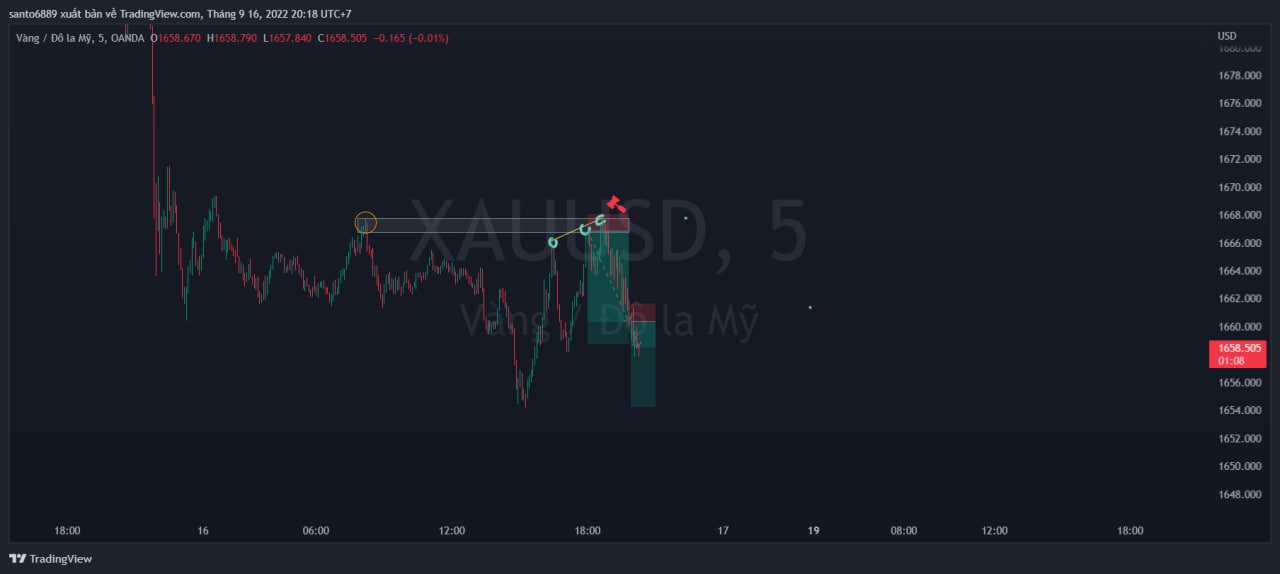 santo6889 xuất bản về TradingView.com, Tháng 9 16, 2022 20:18 UTC+7
Vàng / Đô la Mỹ, 5, OANDA O1658.670 H1658.790 L1657.840 C1658.505 −0.165 (−0.01%)
USD
1680.000
1678.000
1676.000
1674.000
1672.000
1670.000
1668.000
1666.000
1664.000
1662.000
1660.000
1658.505
01:08
1656.000
1654.000
1652.000
1650.000
1648.000
XAUUSD, 5
Vàng / Đô la Mỹ
18:00 16 06:00 12:00 18:00 17 19 08:00 12:00 18:00
TradingView